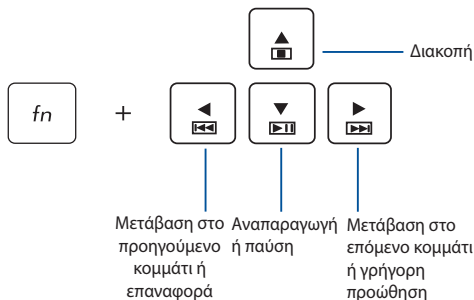 Διακοπή
fn +
Μετάβαση στο
προηγούμενο
κομμάτι ή
επαναφορά
Αναπαραγωγή
ή παύση
Μετάβαση στο
επόμενο κομμάτι
ή γρήγορη
προώθηση